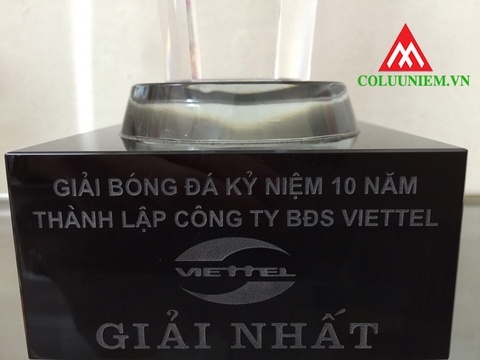 COLUUNIEM.VN
GIẢI BÓNG ĐÁ KỶ NIỆM 10 NĂM
THÀNH LẬP CÔNG TY BĐS VIETTEL
VIETTEL
GIẢI NHẤT